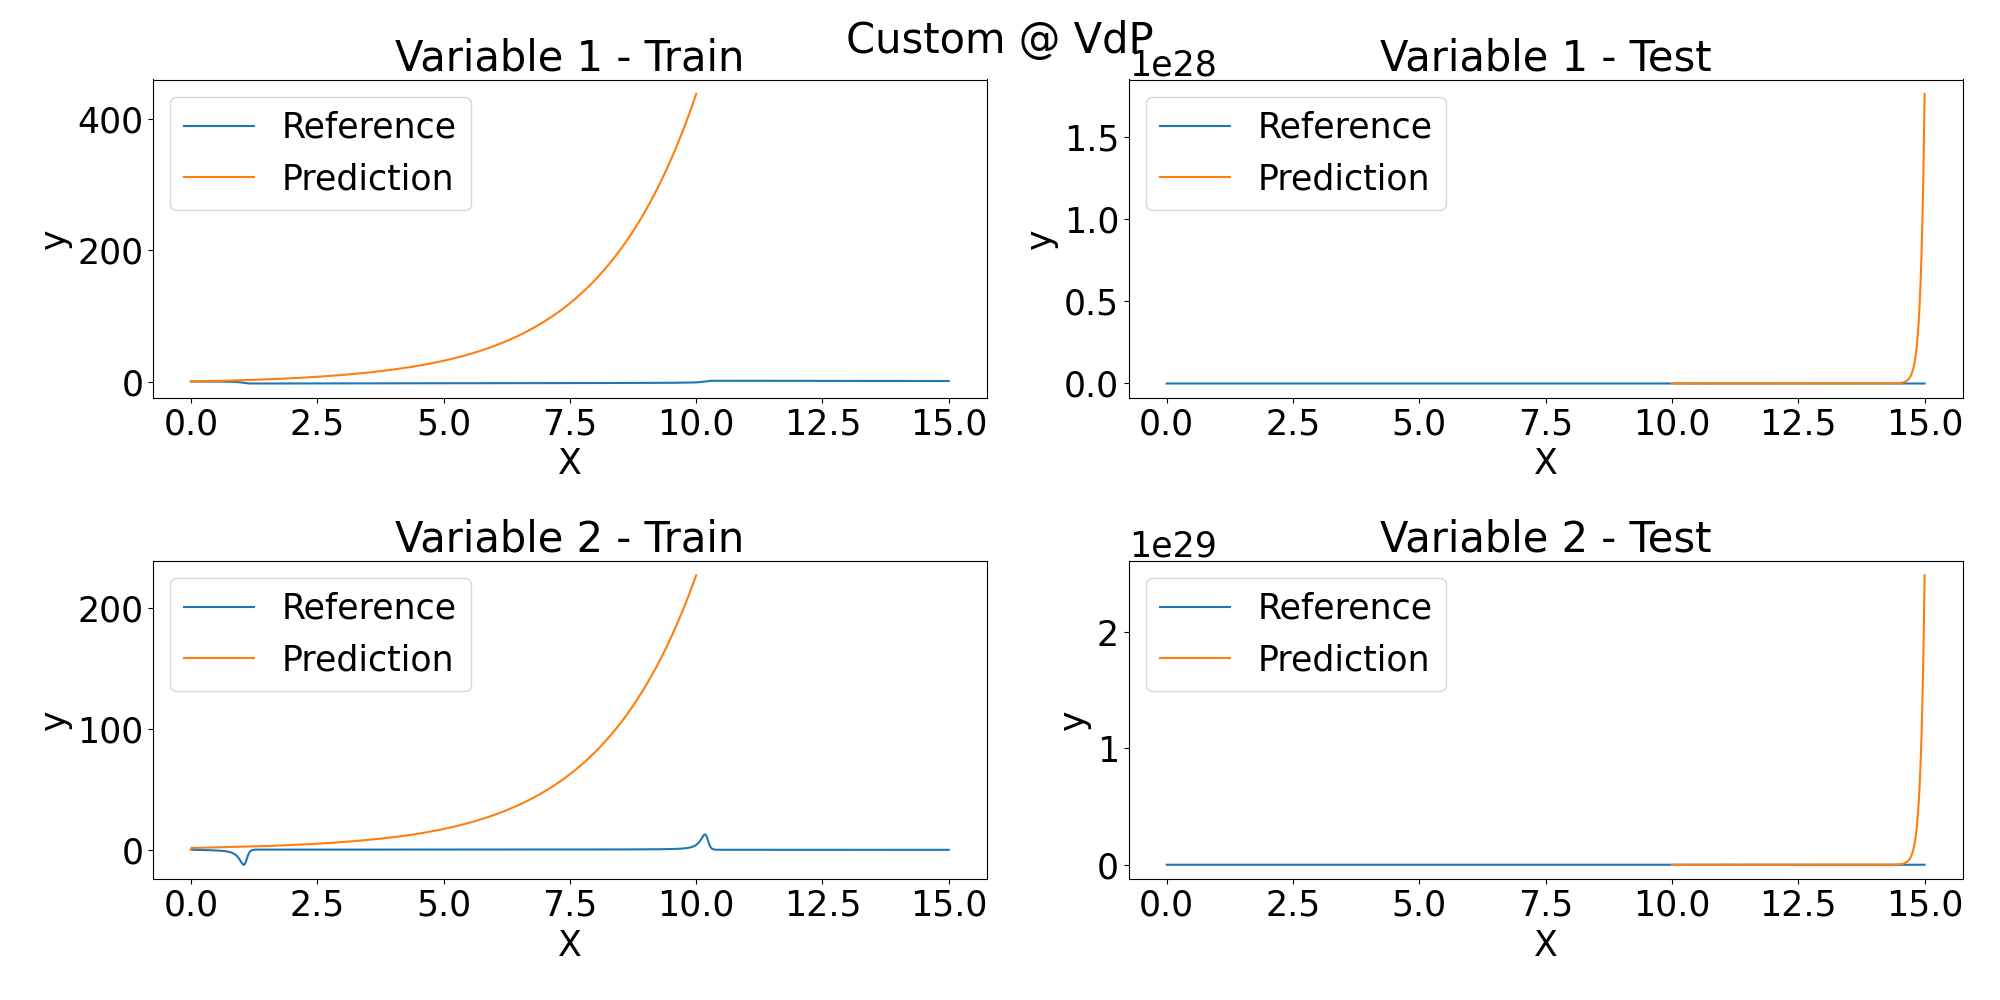 Custom @ VdP
Variable 1 - Train
400
200
0
y
Reference
Prediction
0.0 2.5 5.0 7.5 10.0 12.5 15.0
X
Variable 1 - Test
1e28
1.5
1.0
0.5
0.0
y
Reference
Prediction
0.0 2.5 5.0 7.5 10.0 12.5 15.0
X
Variable 2 - Train
200
100
0
y
Reference
Prediction
0.0 2.5 5.0 7.5 10.0 12.5 15.0
X
Variable 2 - Test
1e29
2
1
0
y
Reference
Prediction
0.0 2.5 5.0 7.5 10.0 12.5 15.0
X